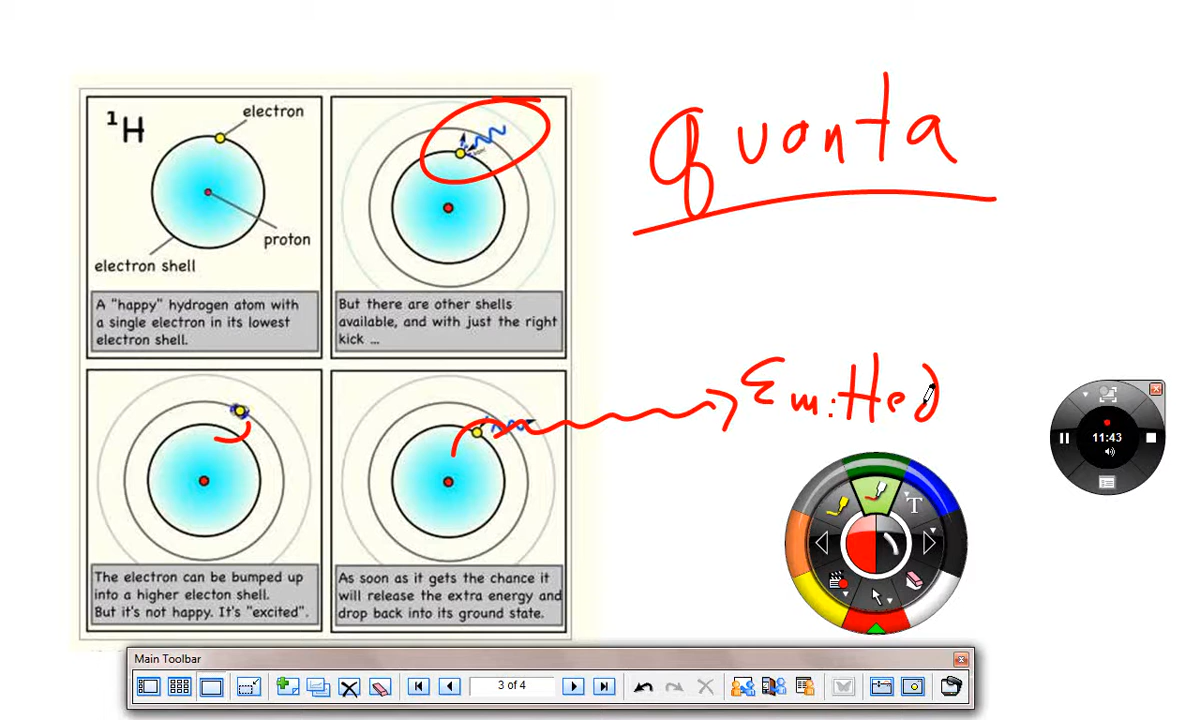 ¹H
electron
proton
electron shell
A "happy" hydrogen atom with
a single electron in its lowest
electron shell.
But there are other shells
available, and with just the right
kick ...
The electron can be bumped up
into a higher electon shell.
But it's not happy. It's "excited".
As soon as it gets the chance it
will release the extra energy and
drop back into its ground state.
quanta
Emitted
11:43
T
Main Toolbar
3 of 4